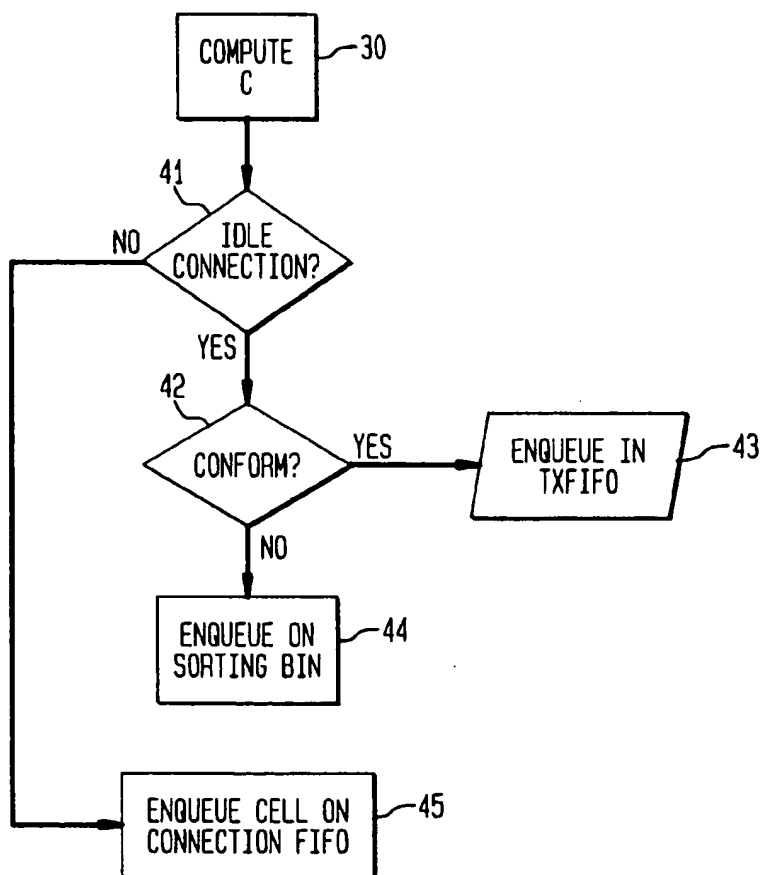 COMPUTE
C
30
41
IDLE
CONNECTION?
NO
YES
42
CONFORM?
YES
ENQUEUE IN
TXFIFO
43
NO
ENQUEUE ON
SORTING BIN
44
ENQUEUE CELL ON
CONNECTION FIFO
45